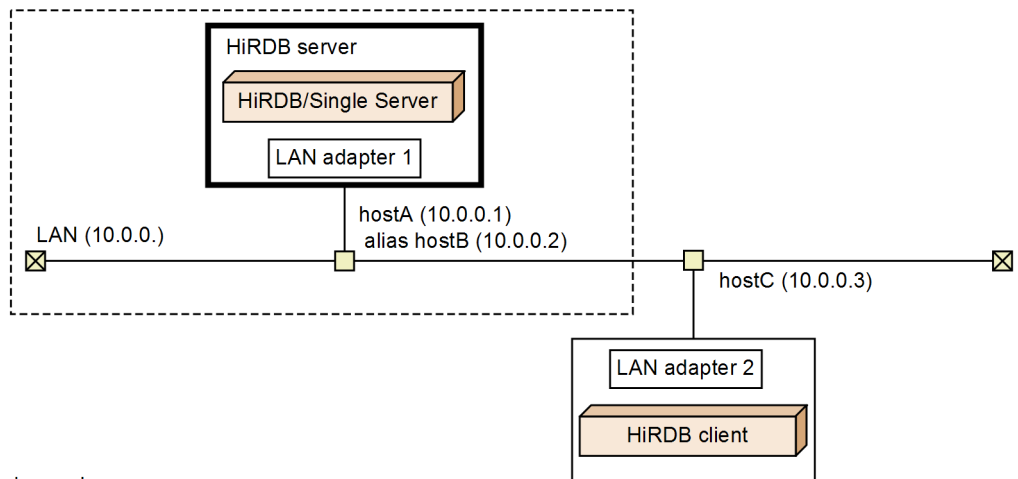 HiRDB server
HiRDB/Single Server
LAN adapter 1
hostA (10.0.0.1)
LAN (10.0.0.)
alias hostB (10.0.0.2)
hostC (10.0.0.3)
LAN adapter 2
HiRDB client